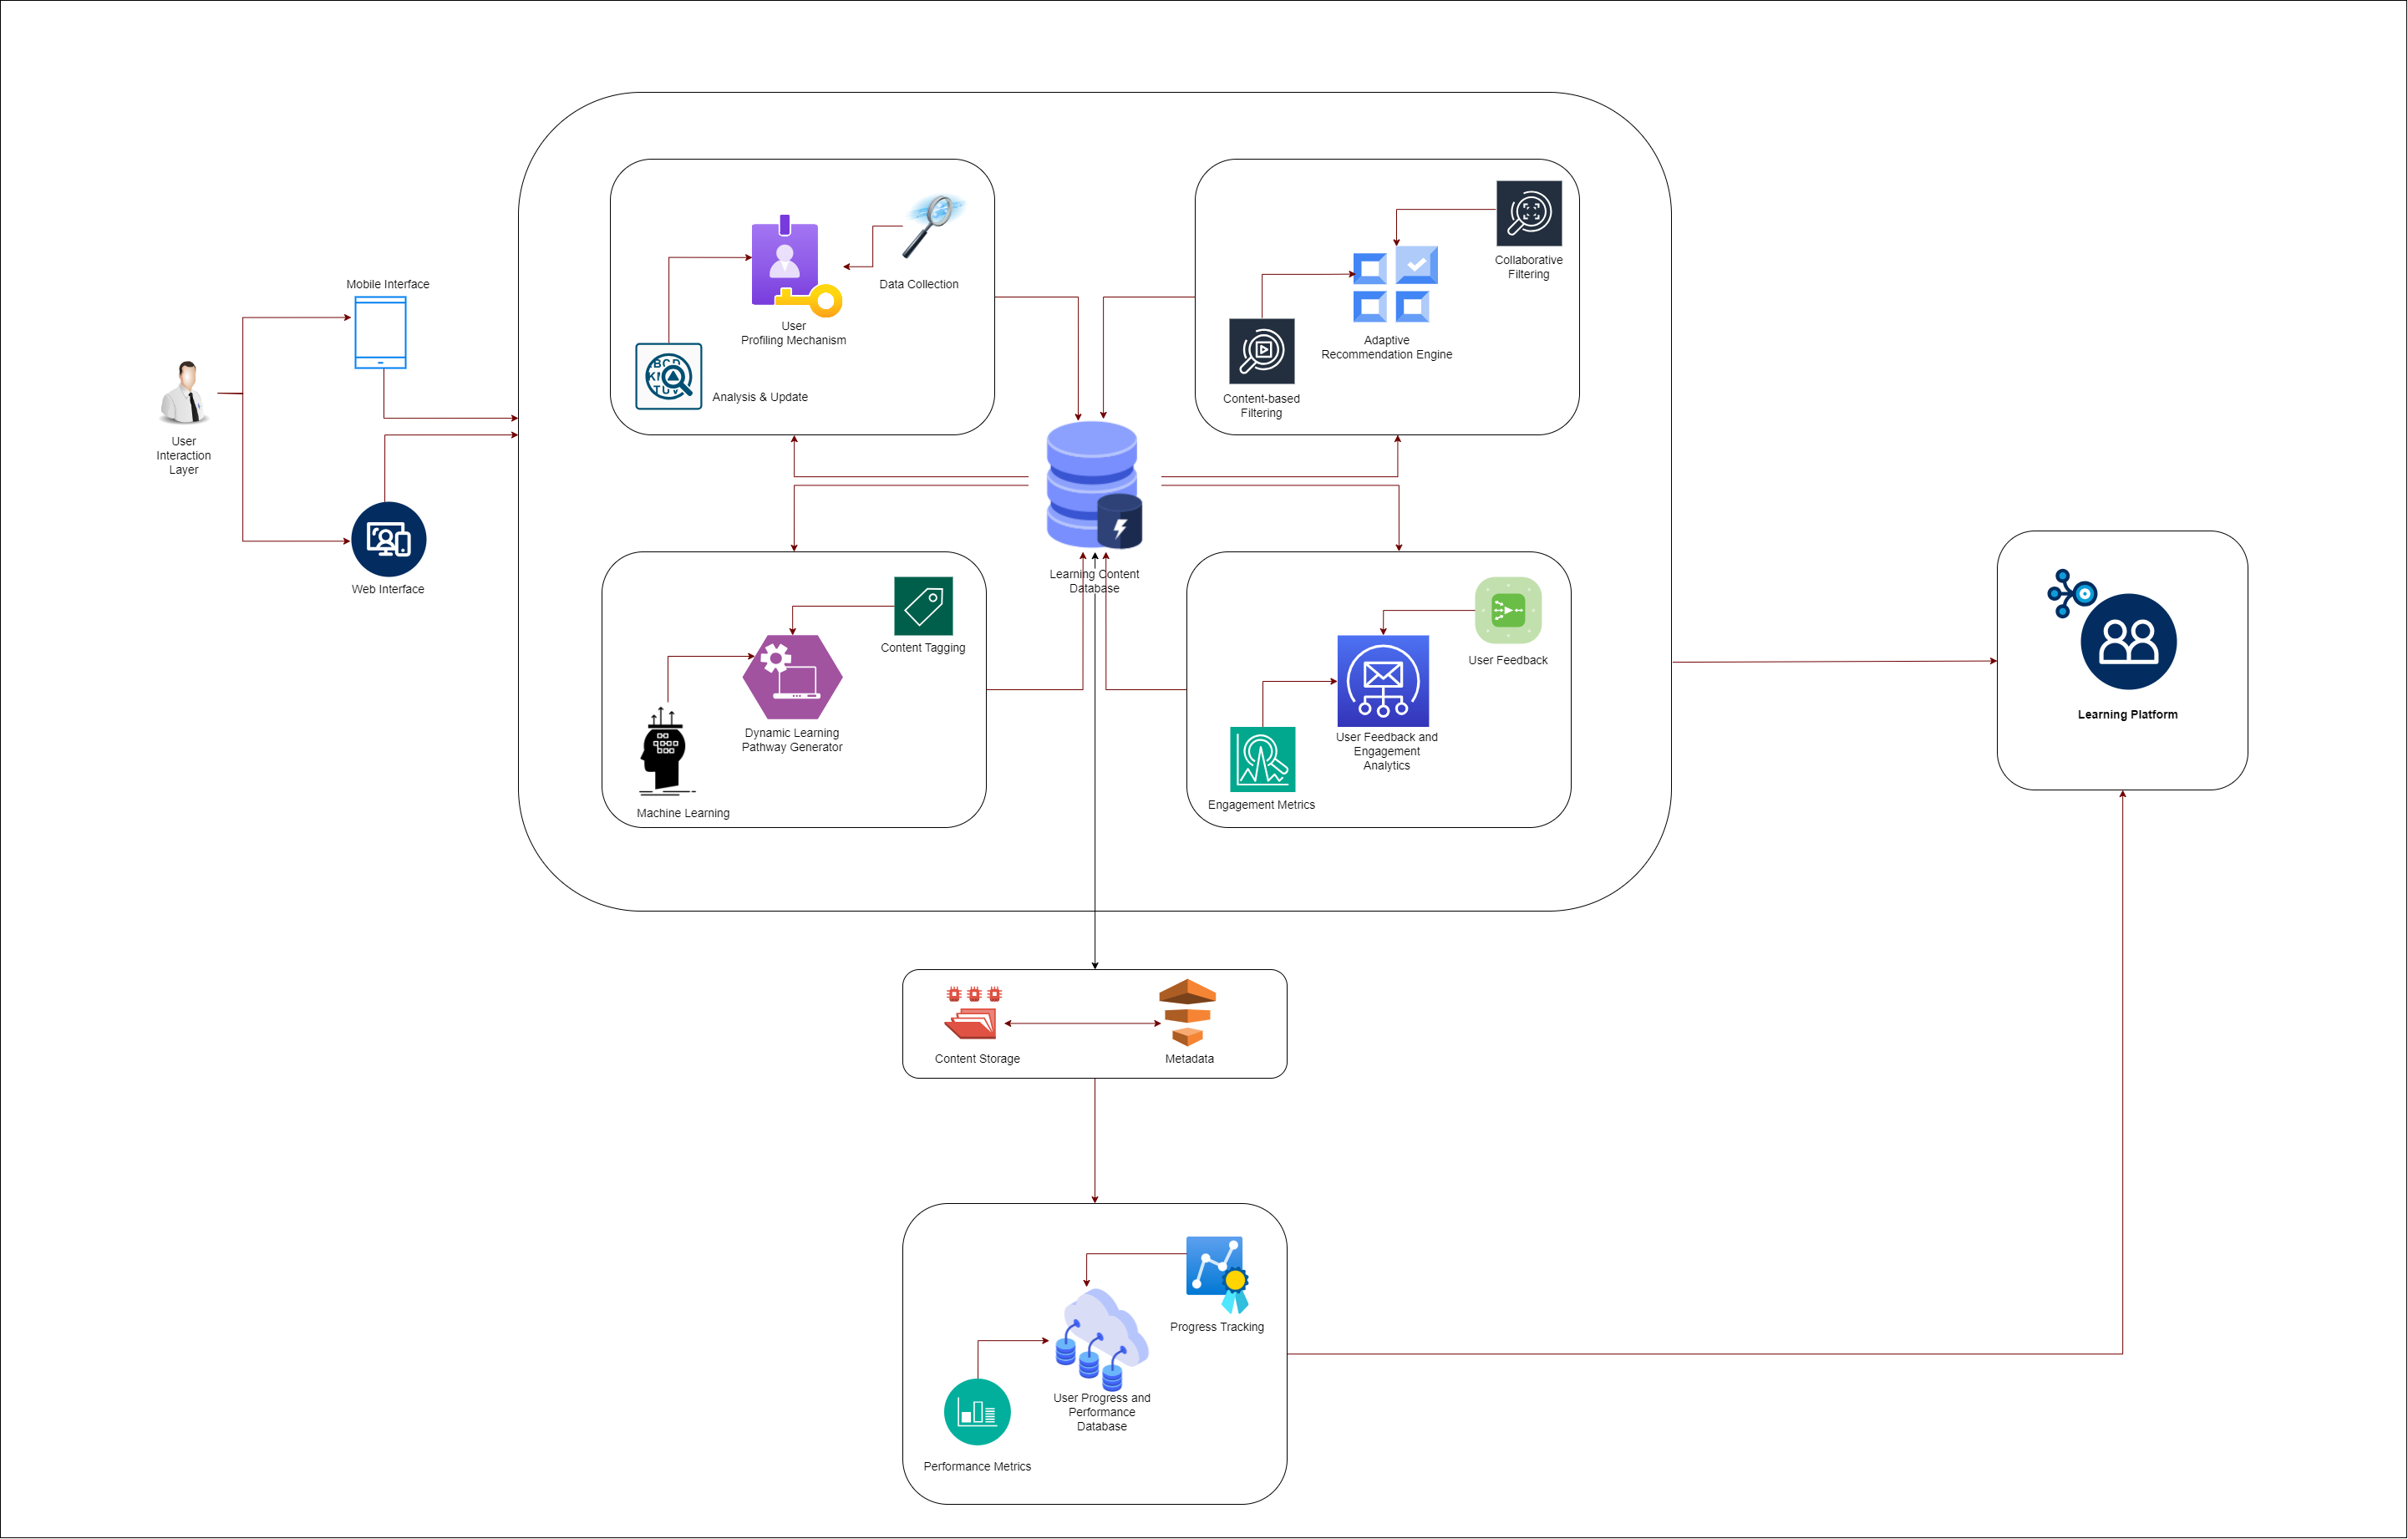 Mobile Interface
User
Interaction
Layer
Web Interface
Data Collection
User
Profiling Mechanism
Analysis & Update
Collaborative
Filtering
Adaptive
Recommendation Engine
Content-based
Filtering
Learning Content
Database
Content Tagging
Dynamic Learning
Pathway Generator
Machine Learning
User Feedback
User Feedback and
Engagement
Analytics
Engagement Metrics
Learning Platform
Content Storage
Metadata
Progress Tracking
User Progress and
Performance
Database
Performance Metrics